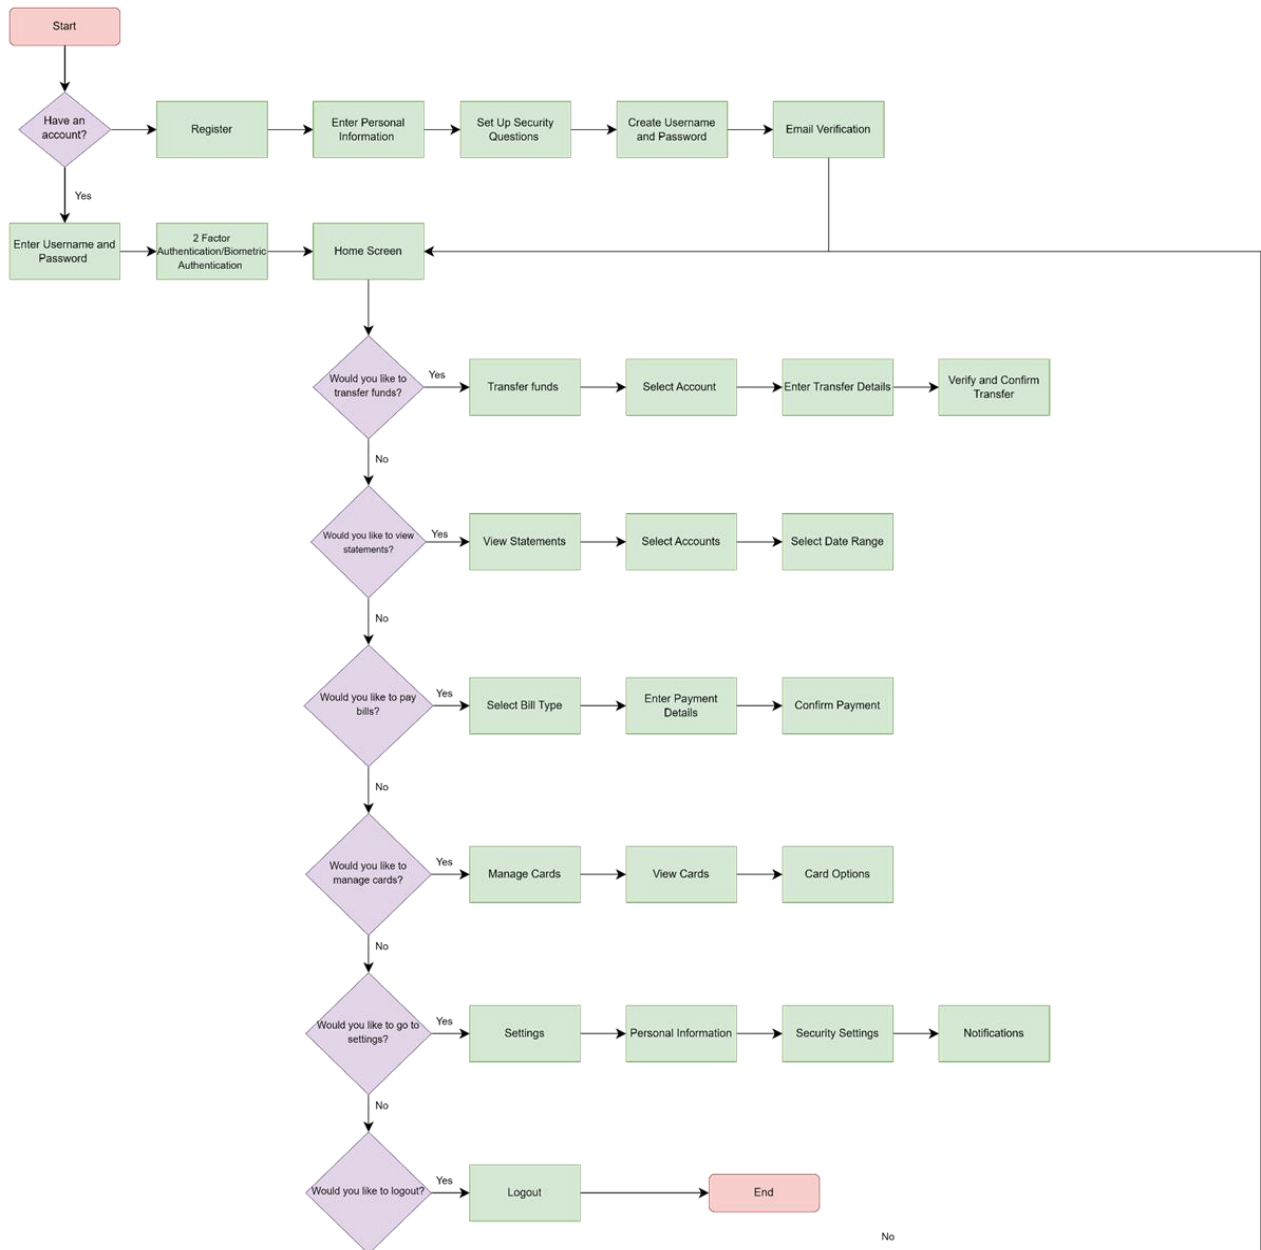 Start
Have an
account?
Register
Enter Personal
Information
Set Up Security
Questions
Create Username
and Password
Email Verification
Yes
Enter Username and
Password
2 Factor
Authentication/Biometric
Authentication
Home Screen
Would you like to
transfer funds?
Yes
Transfer funds
Select Account
Enter Transfer Details
Verify and Confirm
Transfer
No
Would you like to view
statements?
Yes
View Statements
Select Accounts
Select Date Range
No
Would you like to pay
bills?
Yes
Select Bill Type
Enter Payment
Details
Confirm Payment
No
Would you like to
manage cards?
Yes
Manage Cards
View Cards
Card Options
No
Would you like to go to
settings?
Yes
Settings
Personal Information
Security Settings
Notifications
No
Would you like to logout?
Yes
Logout
End
No